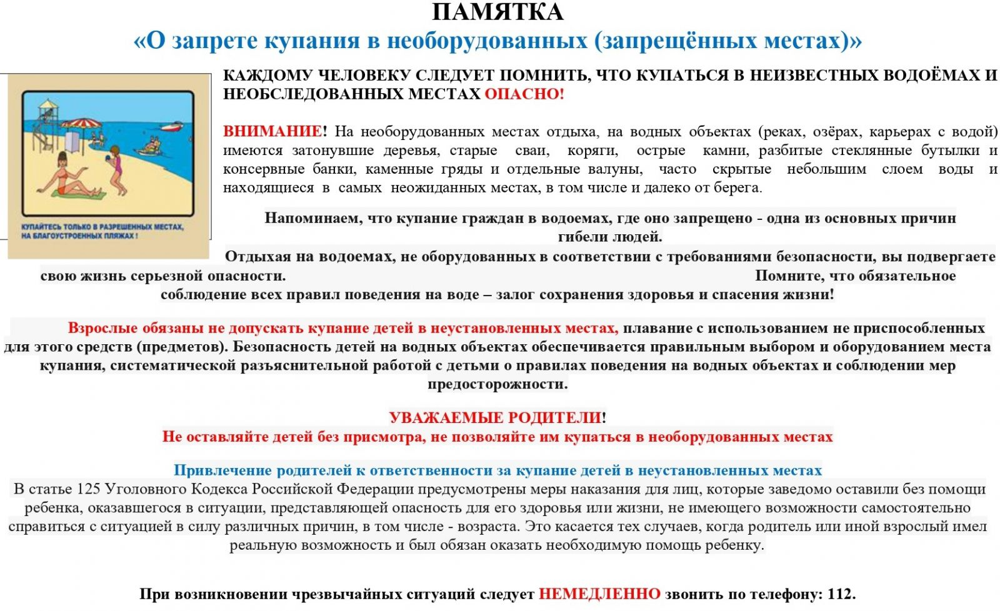 ПАМЯТКА
«О запрете купания в необорудованных (запрещённых местах)»
КАЖДОМУ ЧЕЛОВЕКУ СЛЕДУЕТ ПОМНИТЬ, ЧТО КУПАТЬСЯ В НЕИЗВЕСТНЫХ ВОДОЁМАХ И
НЕОБСЛЕДОВАННЫХ МЕСТАХ ОПАСНО!
ВНИМАНИЕ! На необорудованных местах отдыха, на водных объектах (реках, озёрах, карьерах с водой)
имеются затонувшие деревья, старые сваи, коряги, острые камни, разбитые стеклянные бутылки и
консервные банки, каменные гряды и отдельные валуны, часто скрытые небольшим слоем воды и
находящиеся в самых неожиданных местах, в том числе и далеко от берега.
КУПАЙТЕСЬ ТОЛЬКО В РАЗРЕШЕННЫХ МЕСТАХ,
НА БЛАГОУСТРОЕННЫХ ПЛЯЖАХ !
Напоминаем, что купание граждан в водоемах, где оно запрещено - одна из основных причин
гибели людей.
Отдыхая на водоемах, не оборудованных в соответствии с требованиями безопасности, вы подвергаете
свою жизнь серьезной опасности. Помните, что обязательное
соблюдение всех правил поведения на воде – залог сохранения здоровья и спасения жизни!
Взрослые обязаны не допускать купание детей в неустановленных местах, плавание с использованием не приспособленных
для этого средств (предметов). Безопасность детей на водных объектах обеспечивается правильным выбором и оборудованием места
купания, систематической разъяснительной работой с детьми о правилах поведения на водных объектах и соблюдении мер
предосторожности.
УВАЖАЕМЫЕ РОДИТЕЛИ!
Не оставляйте детей без присмотра, не позволяйте им купаться в необорудованных местах
Привлечение родителей к ответственности за купание детей в неустановленных местах
В статье 125 Уголовного Кодекса Российской Федерации предусмотрены меры наказания для лиц, которые заведомо оставили без помощи
ребенка, оказавшегося в ситуации, представляющей опасность для его здоровья или жизни, не имеющего возможности самостоятельно
справиться с ситуацией в силу различных причин, в том числе - возраста. Это касается тех случаев, когда родитель или иной взрослый имел
реальную возможность и был обязан оказать необходимую помощь ребенку.
При возникновении чрезвычайных ситуаций следует НЕМЕДЛЕННО звонить по телефону: 112.